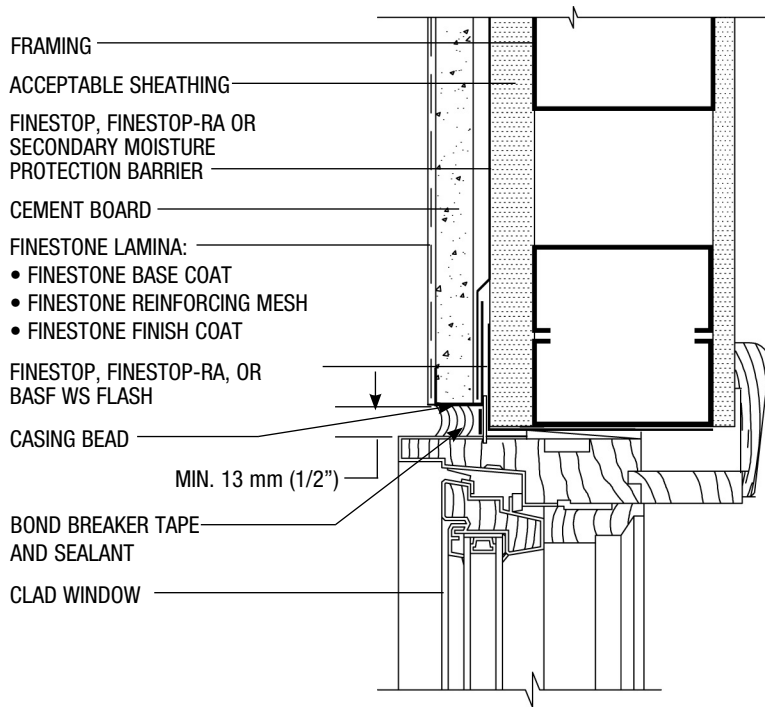 FRAMING
ACCEPTABLE SHEATHING
FINESTOP, FINESTOP-RA OR
SECONDARY MOISTURE
PROTECTION BARRIER
CEMENT BOARD
FINESTONE LAMINA:
• FINESTONE BASE COAT
• FINESTONE REINFORCING MESH
• FINESTONE FINISH COAT
FINESTOP, FINESTOP-RA, OR
BASF WS FLASH
CASING BEAD
MIN. 13 mm (1/2”)
BOND BREAKER TAPE
AND SEALANT
CLAD WINDOW